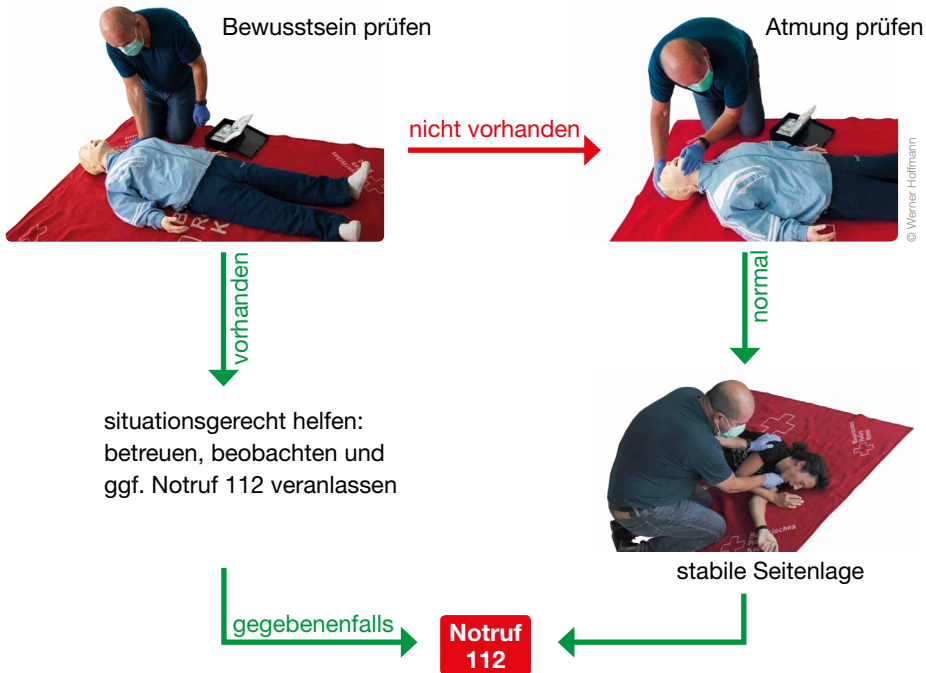 Bewusstsein prüfen
Atmung prüfen
nicht vorhanden
© Werner Hoffmann
vorhanden
normal
situationsgerecht helfen:
betreuen, beobachten und
ggf. Notruf 112 veranlassen
stabile Seitenlage
gegebenenfalls
Notruf
112